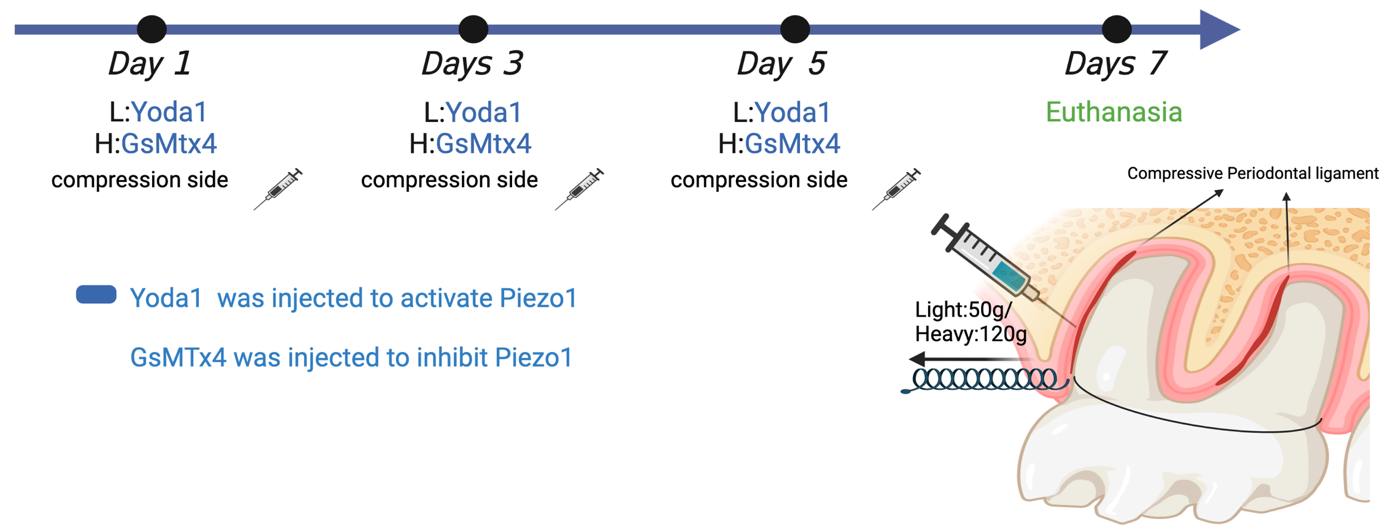 Day 1
Days 3
Day 5
Days 7
L:Yoda1
H:GsMtx4
compression side
L:Yoda1
H:GsMtx4
compression side
L:Yoda1
H:GsMtx4
compression side
Euthanasia
Compressive Periodontal ligament
Yoda1 was injected to activate Piezo1
GsMTx4 was injected to inhibit Piezo1
Light:50g/
Heavy:120g